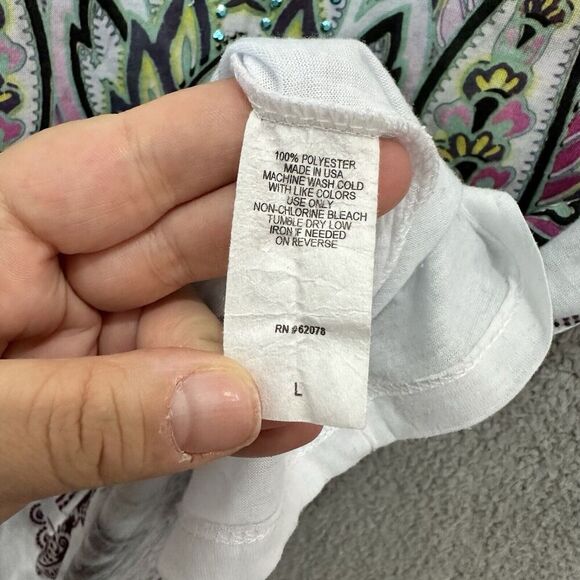 100% POLYESTER
MADE IN USA
MACHINE WASH COLD
WITH LIKE COLORS
USE ONLY
NON-CHLORINE BLEACH
TUMBLE DRY LOW
IRON IF NEEDED
ON REVERSE
RN #62078
L